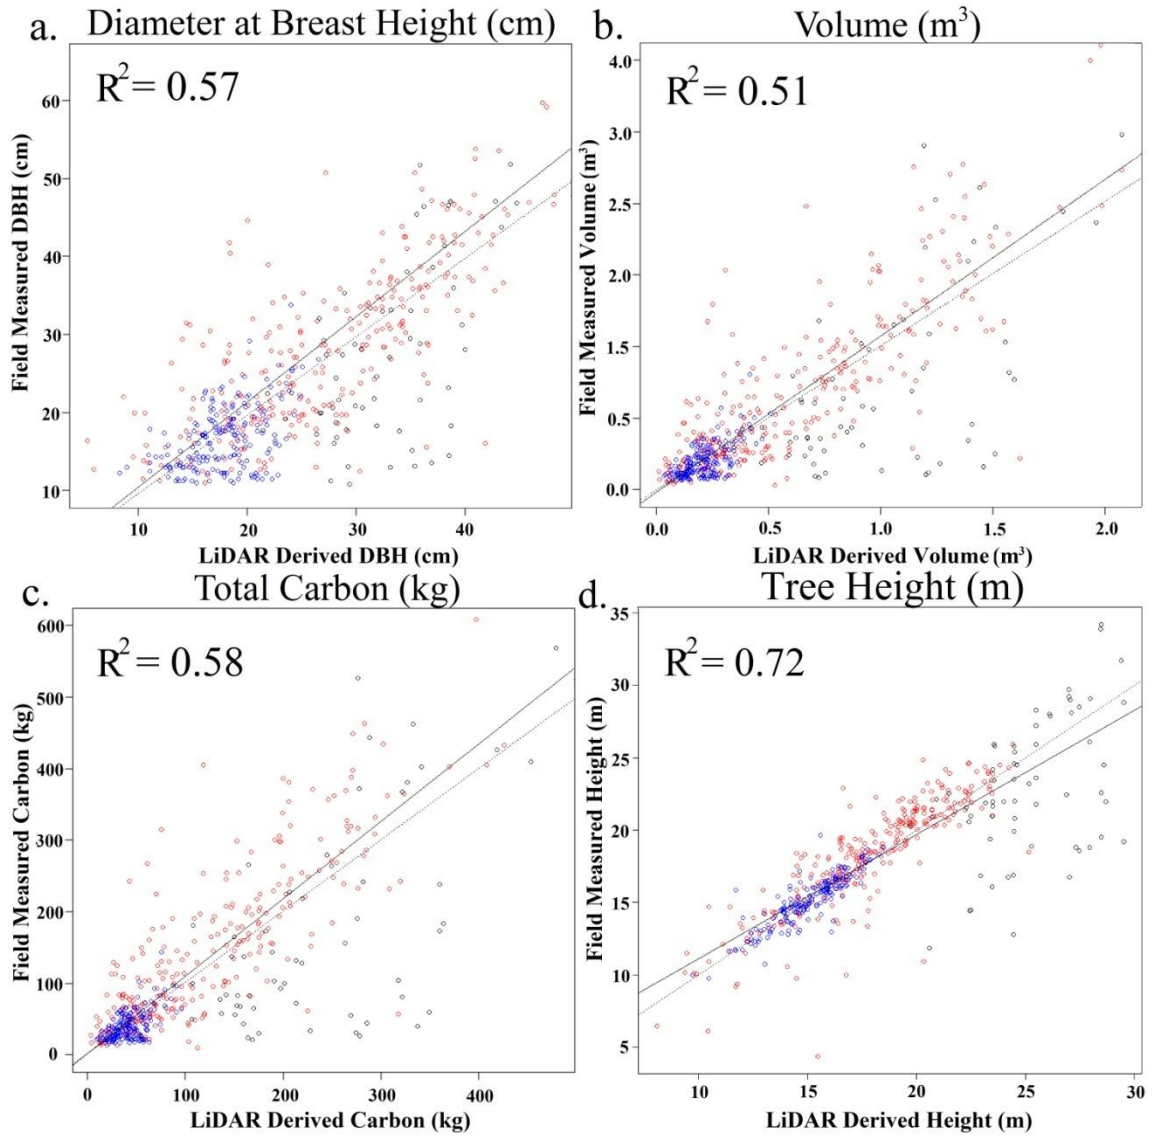 a. Diameter at Breast Height (cm)
R² = 0.57
Field Measured DBH (cm)
60
50
40
30
20
10
10 20 30 40
LiDAR Derived DBH (cm)
b. Volume (m³)
R² = 0.51
Field Measured Volume (m³)
4.0
3.0
2.5
2.0
1.5
0.5
0.0
0.0 0.5 1.0 1.5 2.0
LiDAR Derived Volume (m³)
c. Total Carbon (kg)
R² = 0.58
Field Measured Carbon (kg)
600
500
400
300
200
100
0
0 100 200 300 400
LiDAR Derived Carbon (kg)
d. Tree Height (m)
R² = 0.72
Field Measured Height (m)
35
30
25
20
15
10
5
10 15 20 25 30
LiDAR Derived Height (m)